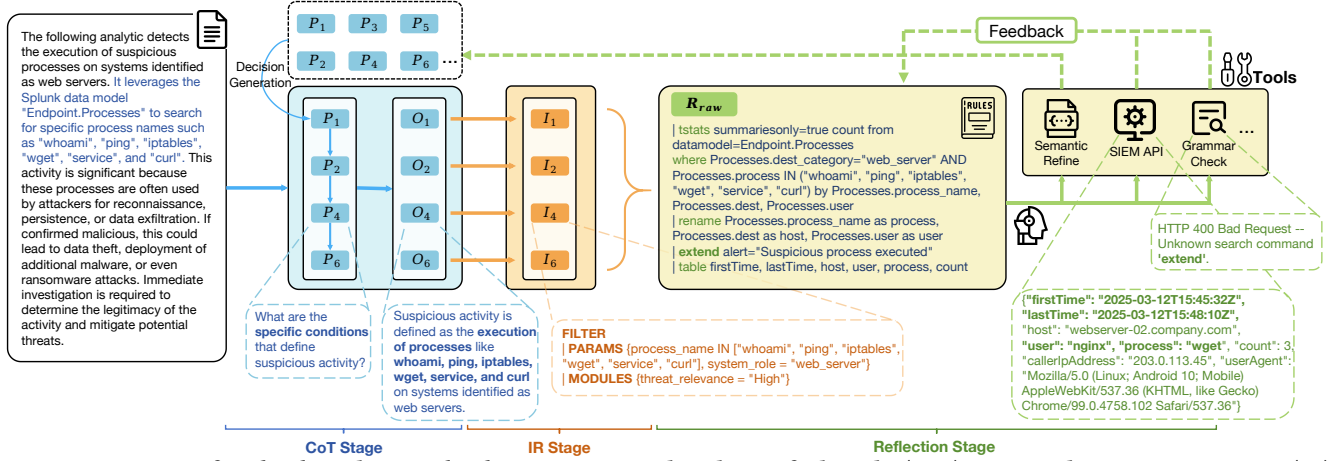 The following analytic detects
the execution of suspicious
processes on systems identified
as web servers. It leverages the
Splunk data model
"Endpoint.Processes" to search
for specific process names such
as "whoami", "ping", "iptables",
"wget", "service", and "curl". This
activity is significant because
these processes are often used
by attackers for reconnaissance,
persistence, or data exfiltration. If
confirmed malicious, this could
lead to data theft, deployment of
additional malware, or even
ransomware attacks. Immediate
investigation is required to
determine the legitimacy of the
activity and mitigate potential
threats.
P1 P3 P5
P2 P4 P6 ...
Decision
Generation
P1
P2
P4
P6
O1
O2
O4
O6
I1
I2
I4
I6
What are the
specific conditions
that define
suspicious activity?
Suspicious activity is
defined as the execution
of processes like
whoami, ping, iptables,
wget, service, and curl
on systems identified as
web servers.
FILTER
| PARAMS {process_name IN ["whoami", "ping", "iptables",
"wget", "service", "curl"], system_role = "web_server"}
| MODULES {threat_relevance = "High"}
Rraw
RULES
| tstats summariesonly=true count from
datamodel=Endpoint.Processes
where Processes.dest_category="web_server" AND
Processes.process IN ("whoami", "ping", "iptables",
"wget", "service", "curl") by Processes.process_name,
Processes.dest, Processes.user
| rename Processes.process_name as process,
Processes.dest as host, Processes.user as user
| extend alert="Suspicious process executed"
| table firstTime, lastTime, host, user, process, count
Feedback
Tools
Semantic
Refine
SIEM API
Grammar
Check
...
HTTP 400 Bad Request --
Unknown search command
'extend'.
{"firstTime": "2025-03-12T15:45:32Z",
"lastTime": "2025-03-12T15:48:10Z",
"host": "webserver-02.company.com",
"user": "nginx", "process": "wget", "count": 3,
"callerIpAddress": "203.0.113.45", "userAgent":
"Mozilla/5.0 (Linux; Android 10; Mobile)
AppleWebKit/537.36 (KHTML, like Gecko)
Chrome/99.0.4758.102 Safari/537.36"}
CoT Stage
IR Stage
Reflection Stage